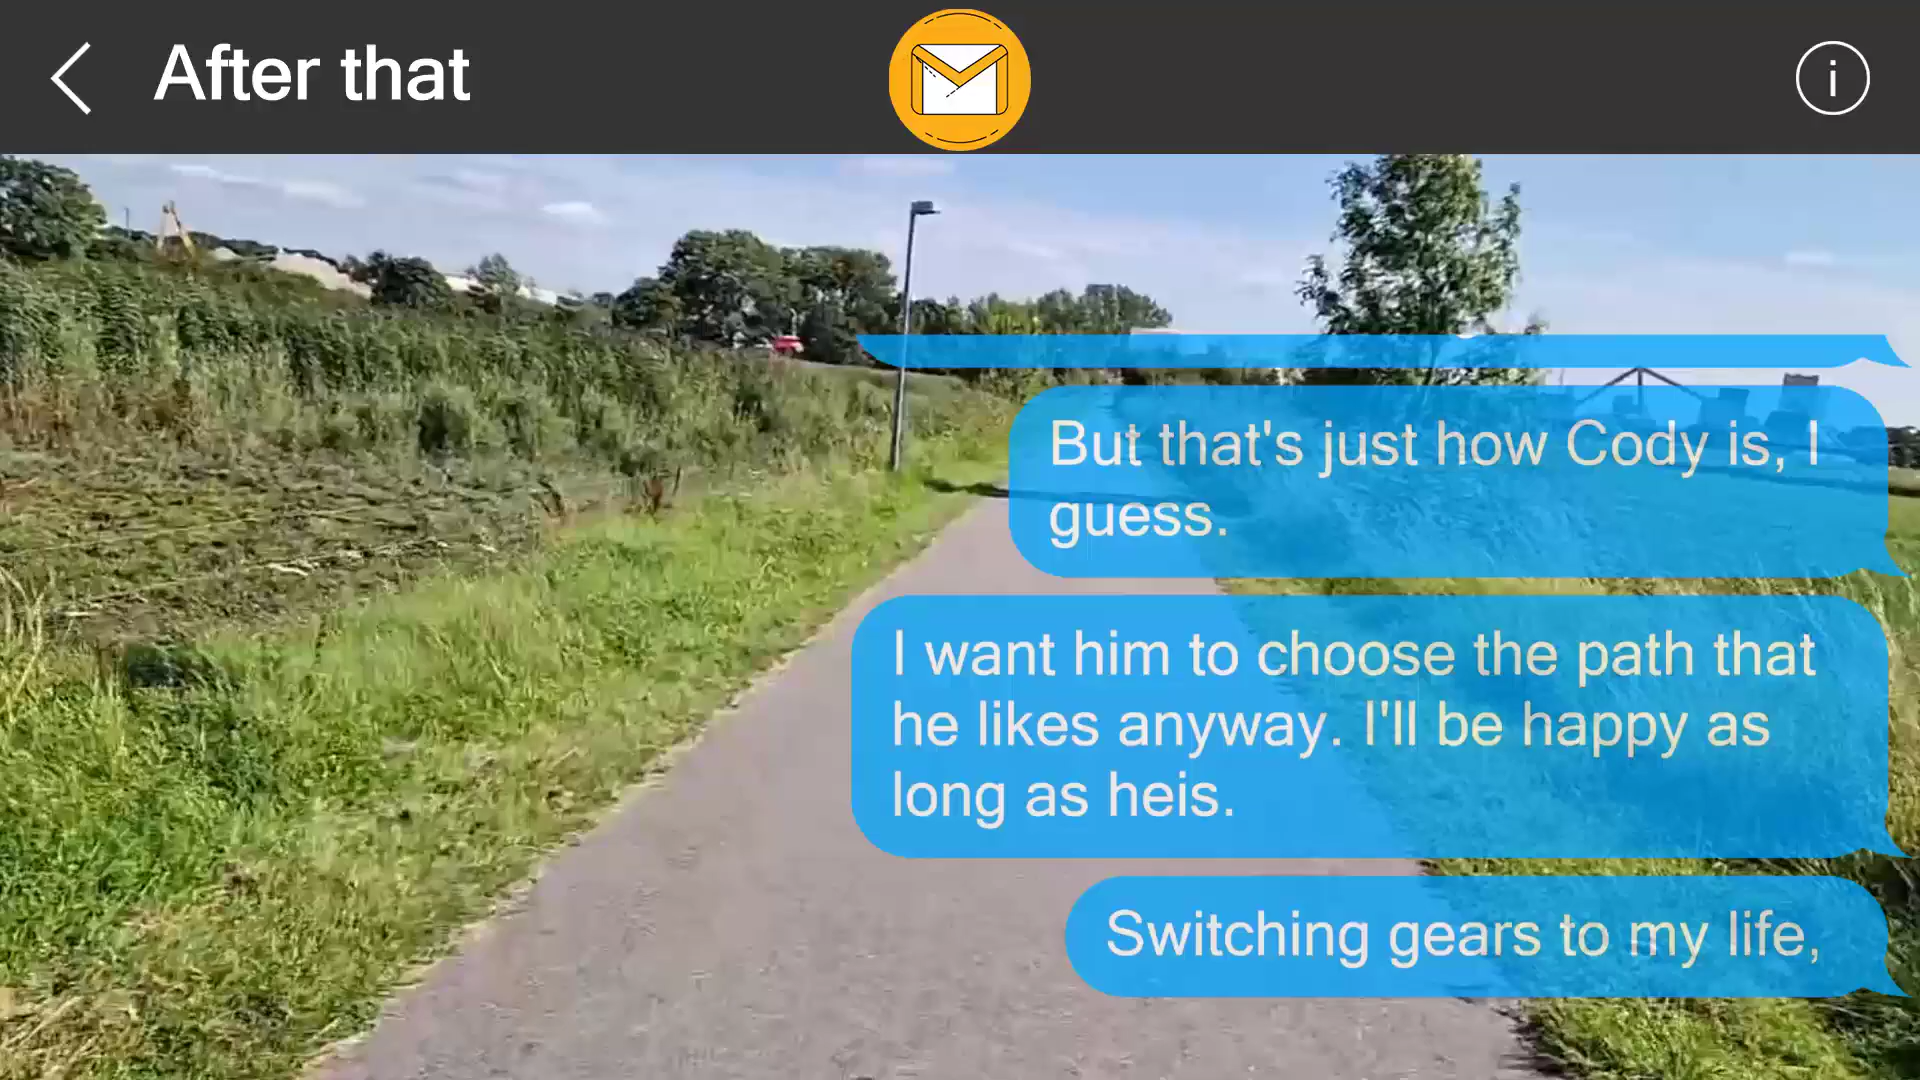 After that
i
But that's just how Cody is, I
guess.
I want him to choose the path that
he likes anyway. I'll be happy as
long as heis.
Switching gears to my life,